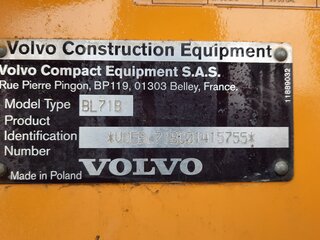 Volvo Construction Equipment
Volvo Compact Equipment S.A.S.
Rue Pierre Pingon, BP119, 01303 Belley, France.
Model Type BL71B
Product
Identification
Number
VOLVO
Made in Poland
11889032